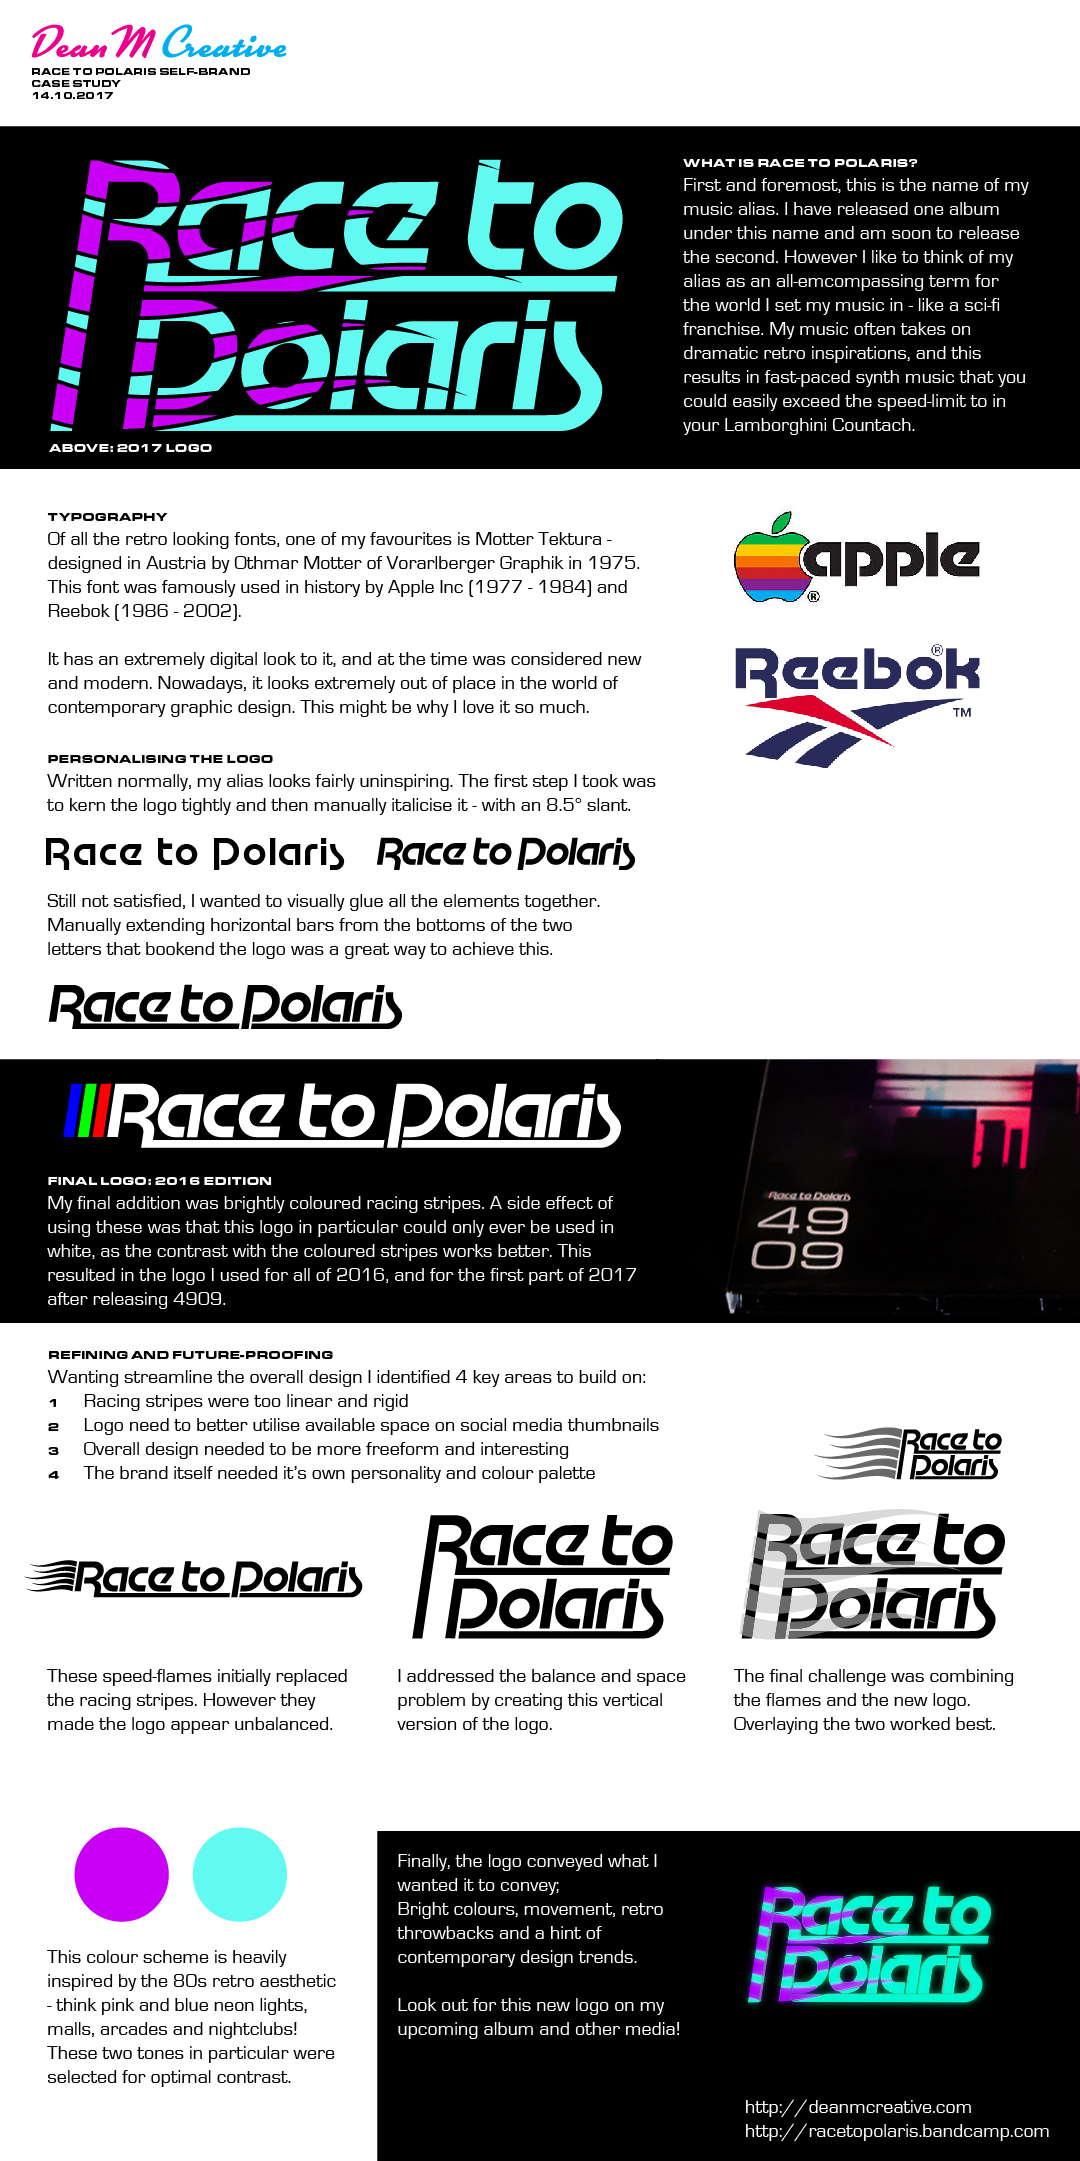 Dean M Creative
RACE TO POLARIS SELF-BRAND
CASE STUDY
14.10.2017
Race to
Polaris
ABOVE: 2017 LOGO
WHAT IS RACE TO POLARIS?
First and foremost, this is the name of my
music alias. I have released one album
under this name and am soon to release
the second. However I like to think of my
alias as an all-emcompassing term for
the world I set my music in - like a sci-fi
franchise. My music often takes on
dramatic retro inspirations, and this
results in fast-paced synth music that you
could easily exceed the speed-limit to in
your Lamborghini Countach.
TYPOGRAPHY
Of all the retro looking fonts, one of my favourites is Motter Tektura -
designed in Austria by Othmar Motter of Vorarlberger Graphik in 1975.
This font was famously used in history by Apple Inc (1977 - 1984) and
Reebok (1986 - 2002).
It has an extremely digital look to it, and at the time was considered new
and modern. Nowadays, it looks extremely out of place in the world of
contemporary graphic design. This might be why I love it so much.
apple
®
Reebok
®
TM
PERSONALISING THE LOGO
Written normally, my alias looks fairly uninspiring. The first step I took was
to kern the logo tightly and then manually italicise it - with an 8.5° slant.
Race to Polaris
Race to Polaris
Still not satisfied, I wanted to visually glue all the elements together.
Manually extending horizontal bars from the bottoms of the two
letters that bookend the logo was a great way to achieve this.
Race to Polaris
Race to Polaris
FINAL LOGO: 2016 EDITION
My final addition was brightly coloured racing stripes. A side effect of
using these was that this logo in particular could only ever be used in
white, as the contrast with the coloured stripes works better. This
resulted in the logo I used for all of 2016, and for the first part of 2017
after releasing 4909.
Race to Polaris
49
09
REFINING AND FUTURE-PROOFING
Wanting streamline the overall design I identified 4 key areas to build on:
1 Racing stripes were too linear and rigid
2 Logo need to better utilise available space on social media thumbnails
3 Overall design needed to be more freeform and interesting
4 The brand itself needed it's own personality and colour palette
Race to
Polaris
Race to Polaris
Race to
Polaris
Race to
Polaris
These speed-flames initially replaced
the racing stripes. However they
made the logo appear unbalanced.
I addressed the balance and space
problem by creating this vertical
version of the logo.
The final challenge was combining
the flames and the new logo.
Overlaying the two worked best.
This colour scheme is heavily
inspired by the 80s retro aesthetic
- think pink and blue neon lights,
malls, arcades and nightclubs!
These two tones in particular were
selected for optimal contrast.
Finally, the logo conveyed what I
wanted it to convey;
Bright colours, movement, retro
throwbacks and a hint of
contemporary design trends.
Look out for this new logo on my
upcoming album and other media!
Race to
Polaris
http://deanmcreative.com
http://racetopolaris.bandcamp.com